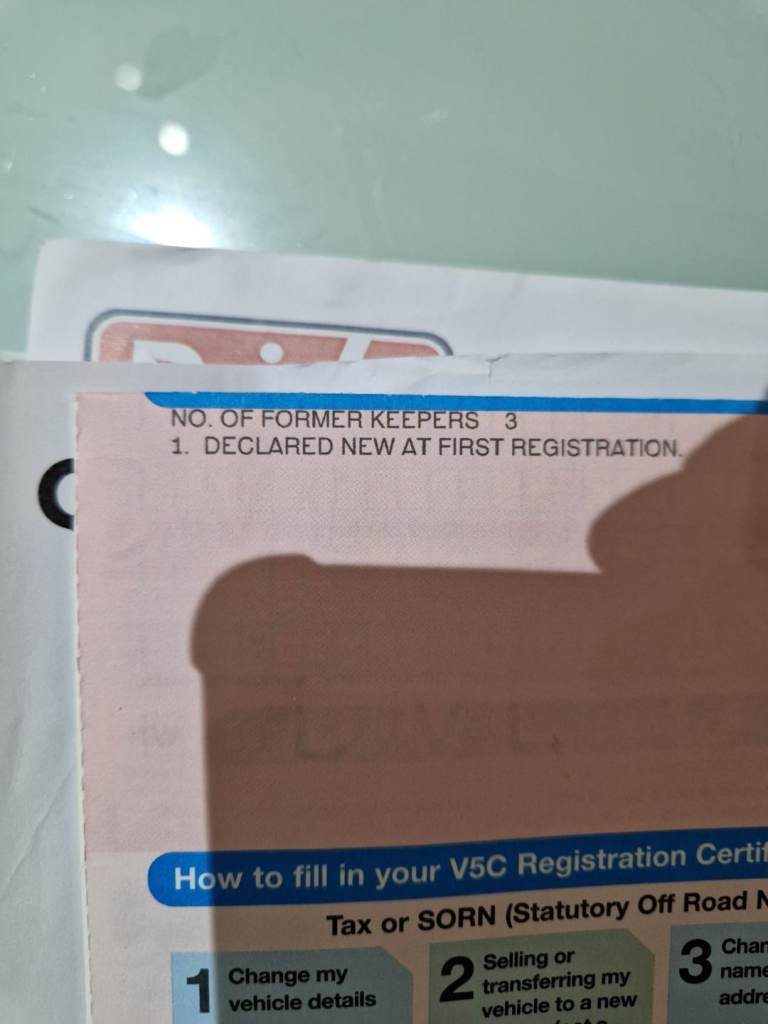 NO. OF FORMER KEEPERS 3
1. DECLARED NEW AT FIRST REGISTRATION.
How to fill in your V5C Registration
Tax or SORN (Statutory Off Road
1 Change my
vehicle details
2 Selling or
transferring my
vehicle to a new
3